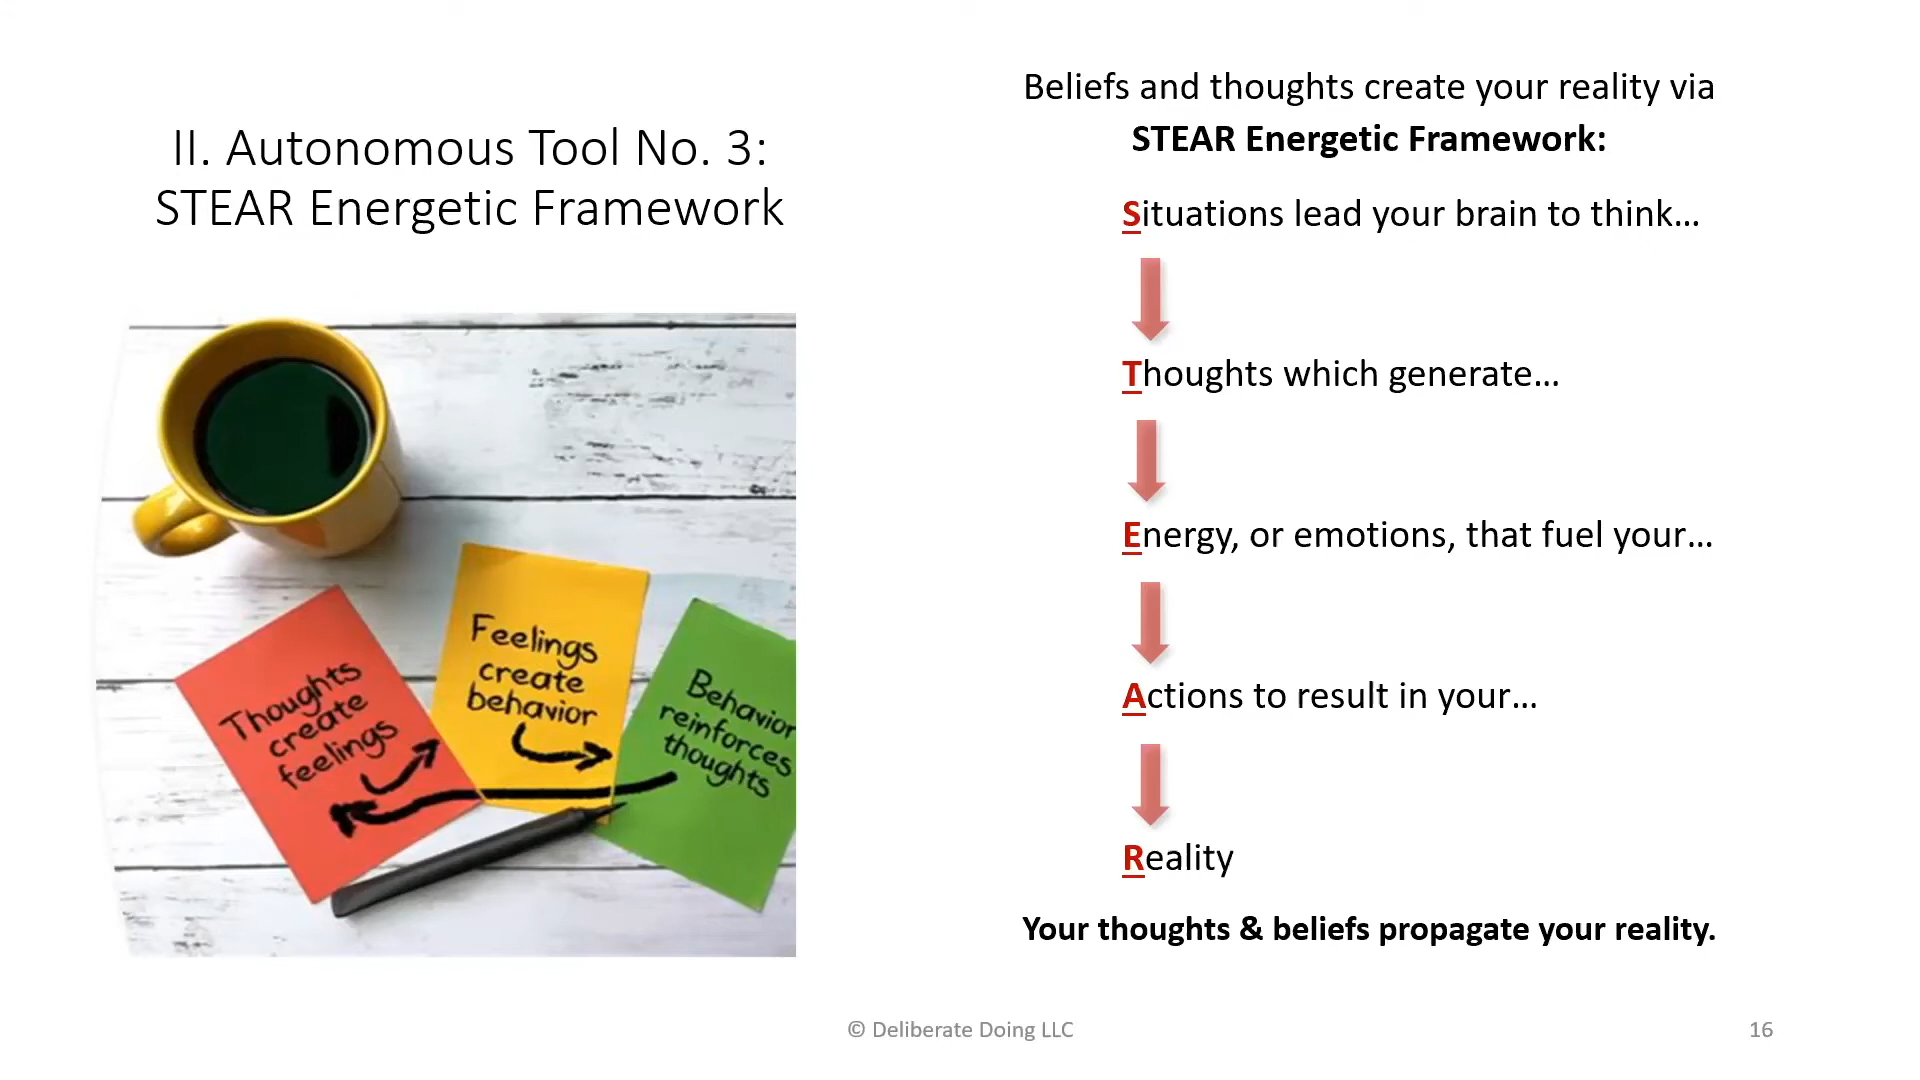 II. Autonomous Tool No. 3:
STEAR Energetic Framework
Thoughts
create
feelings
Feelings
create
behavior
Behavior
reinforces
thoughts
Beliefs and thoughts create your reality via
STEAR Energetic Framework:
Situations lead your brain to think...
Thoughts which generate...
Energy, or emotions, that fuel your...
Actions to result in your...
Reality
Your thoughts & beliefs propagate your reality.
© Deliberate Doing LLC
16